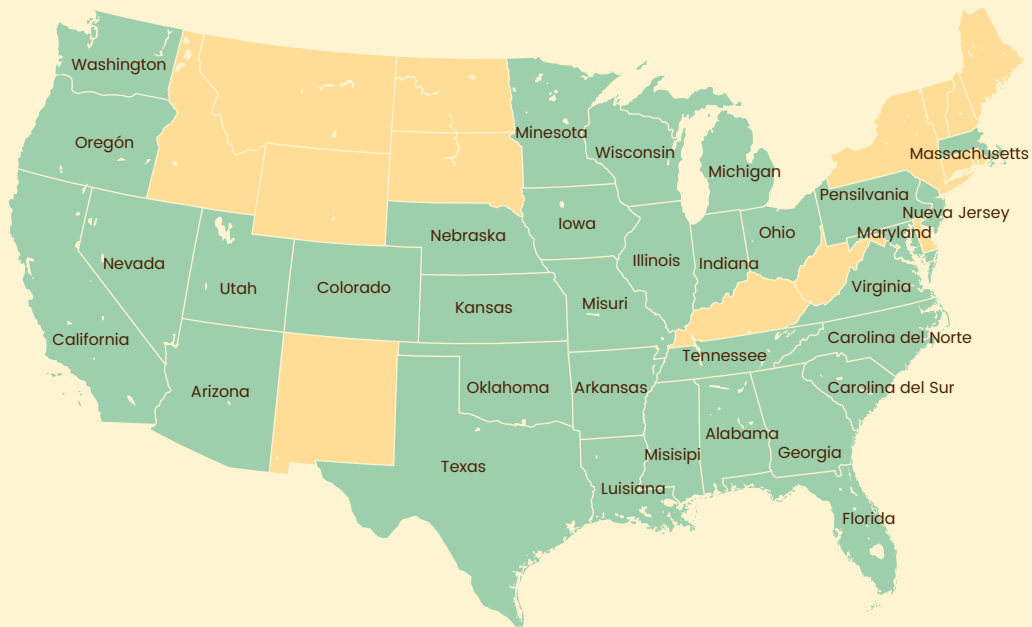 Washington
Oregón
Minesota
Wisconsin
Massachusetts
Michigan
Pensilvania
Nueva Jersey
Iowa
Nebraska
Ohio
Maryland
Nevada
Illinois
Indiana
Utah
Colorado
Virginia
Kansas
Misuri
California
Carolina del Norte
Tennessee
Arizona
Oklahoma
Arkansas
Carolina del Sur
Alabama
Misisipi
Georgia
Texas
Luisiana
Florida